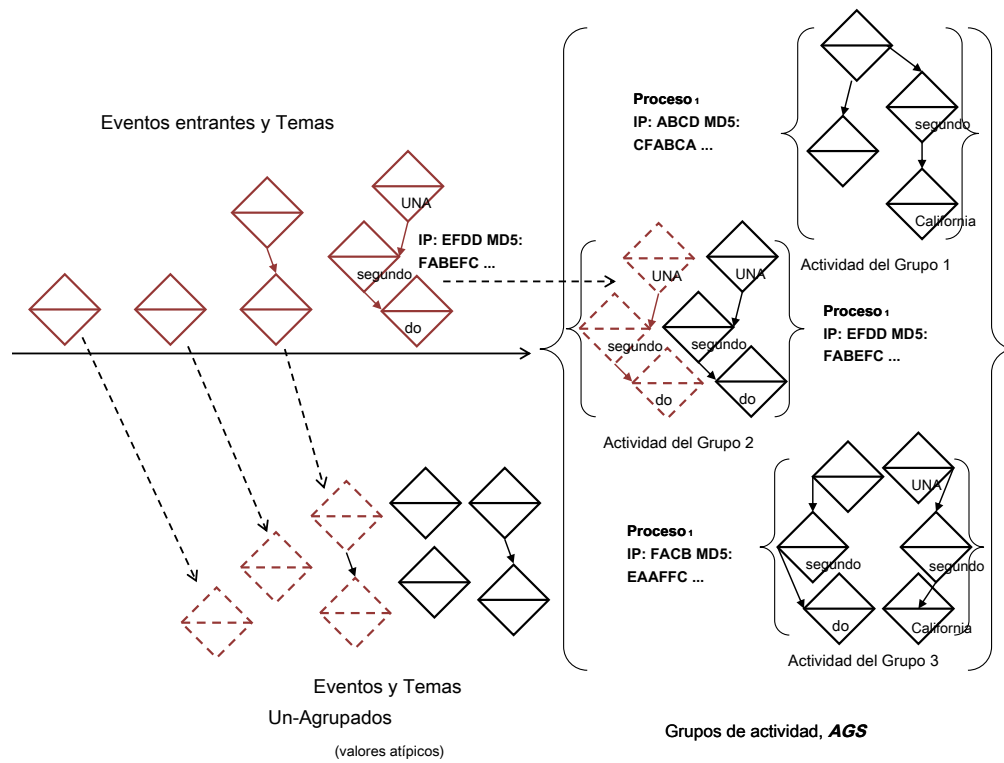 Eventos entrantes y Temas
UNA
segundo
do
IP: EFDD MD5:
FABEFC ...
Proceso 1
IP: ABCD MD5:
CFABCA ...
segundo
California
Actividad del Grupo 1
UNA
segundo
do
UNA
segundo
do
Proceso 1
IP: EFDD MD5:
FABEFC ...
Actividad del Grupo 2
Proceso 1
IP: FACB MD5:
EAAFFC ...
segundo
do
UNA
segundo
California
Actividad del Grupo 3
Eventos y Temas
Un-Agrupados
(valores atípicos)
Grupos de actividad, AGS